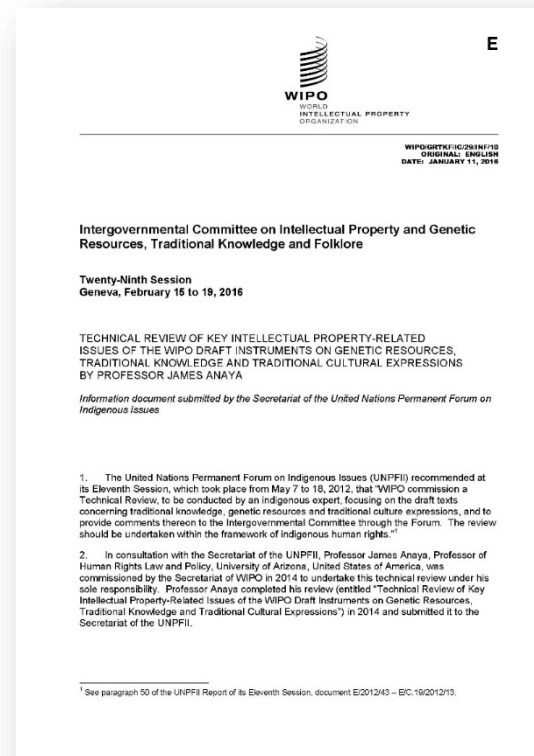 E
WIPO
WORLD
INTELLECTUAL PROPERTY
ORGANIZATION
WIPO/GRTKF/IC/29/INF/10
ORIGINAL: ENGLISH
DATE: JANUARY 11, 2016
Intergovernmental Committee on Intellectual Property and Genetic
Resources, Traditional Knowledge and Folklore
Twenty-Ninth Session
Geneva, February 15 to 19, 2016
TECHNICAL REVIEW OF KEY INTELLECTUAL PROPERTY-RELATED
ISSUES OF THE WIPO DRAFT INSTRUMENTS ON GENETIC RESOURCES,
TRADITIONAL KNOWLEDGE AND TRADITIONAL CULTURAL EXPRESSIONS
BY PROFESSOR JAMES ANAYA
Information document submitted by the Secretariat of the United Nations Permanent Forum on
Indigenous Issues
1. The United Nations Permanent Forum on Indigenous Issues (UNPFII) recommended at
its Eleventh Session, which took place from May 7 to 18, 2012, that “WIPO commission a
Technical Review, to be conducted by an indigenous expert, focusing on the draft texts
concerning traditional knowledge, genetic resources and traditional culture expressions, and to
provide comments thereon to the Intergovernmental Committee through the Forum. The review
should be undertaken within the framework of indigenous human rights.”1
2. In consultation with the Secretariat of the UNPFII, Professor James Anaya, Professor of
Human Rights Law and Policy, University of Arizona, United States of America, was
commissioned by the Secretariat of WIPO in 2014 to undertake this technical review under his
sole responsibility. Professor Anaya completed his review (entitled “Technical Review of Key
Intellectual Property-Related Issues of the WIPO Draft Instruments on Genetic Resources,
Traditional Knowledge and Traditional Cultural Expressions”) in 2014 and submitted it to the
Secretariat of the UNPFII.
1 See paragraph 50 of the UNPFII Report of its Eleventh Session, document E/2012/43 – E/C.19/2012/13.